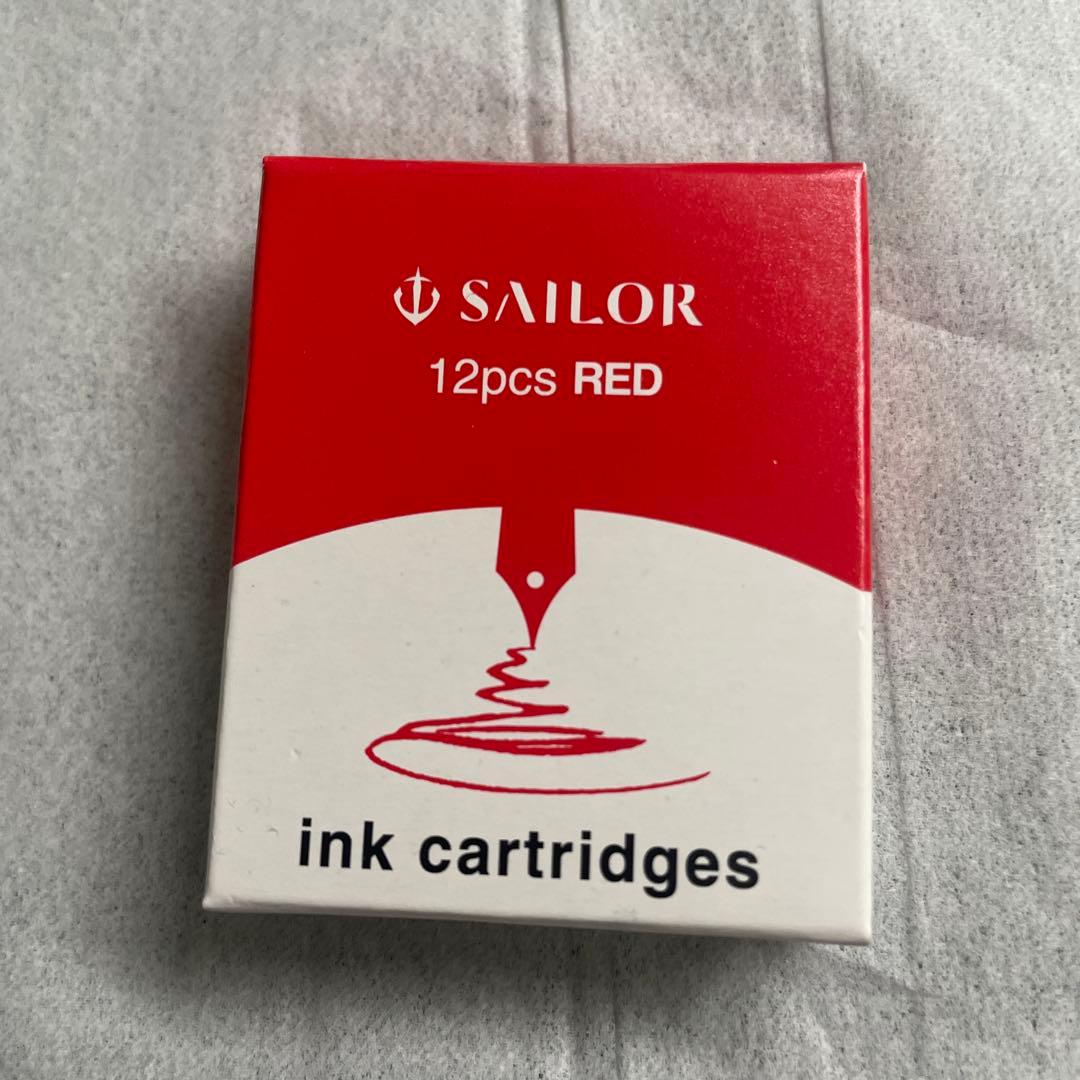 SAILOR
12pcs RED
ink cartridges